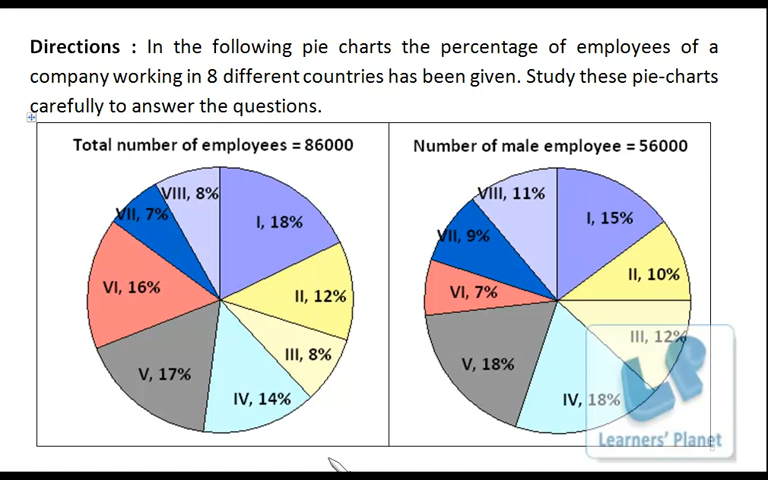 Directions : In the following pie charts the percentage of employees of a
company working in 8 different countries has been given. Study these pie-charts
carefully to answer the questions.
Total number of employees = 86000
VIII, 8%
VII, 7%
I, 18%
VI, 16%
II, 12%
III, 8%
V, 17%
IV, 14%
Number of male employee = 56000
VIII, 11%
I, 15%
VII, 9%
II, 10%
VI, 7%
III, 12%
V, 18%
IV, 18%
LP
Learners' Planet